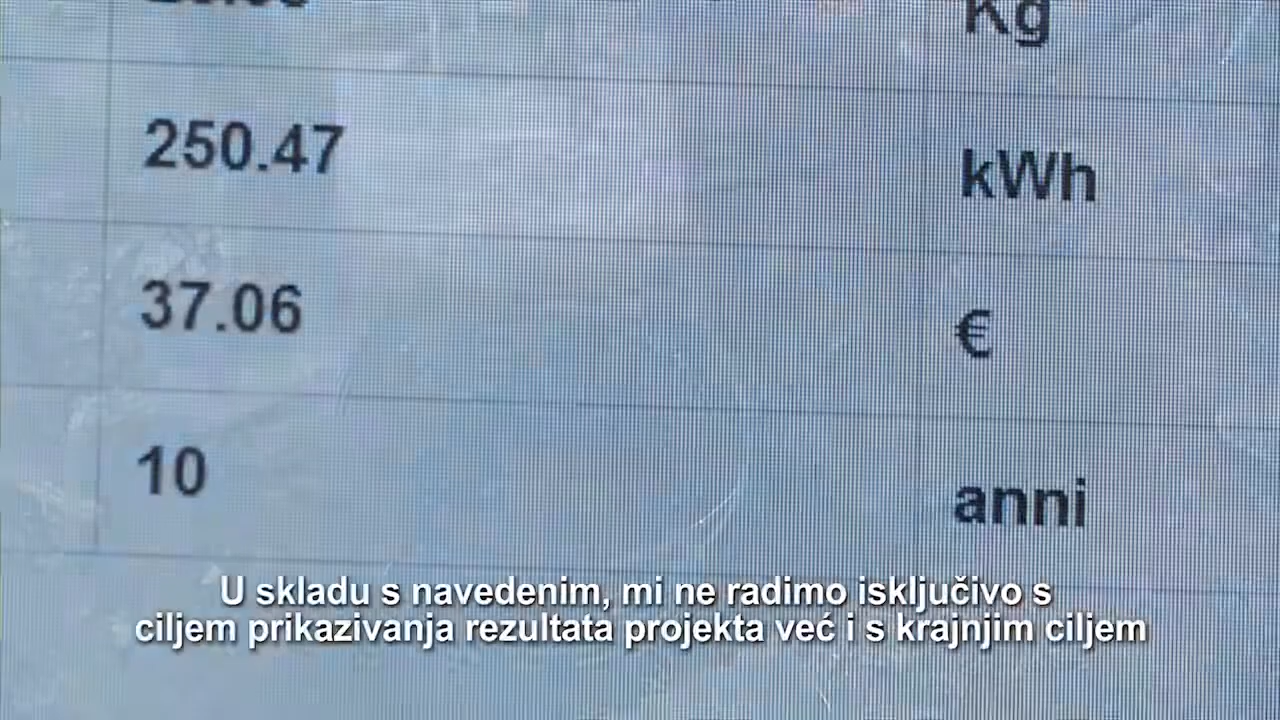 Kg
250.47 kWh
37.06 €
10 anni
U skladu s navedenim, mi ne radimo isključivo s
ciljem prikazivanja rezultata projekta već i s krajnjim ciljem